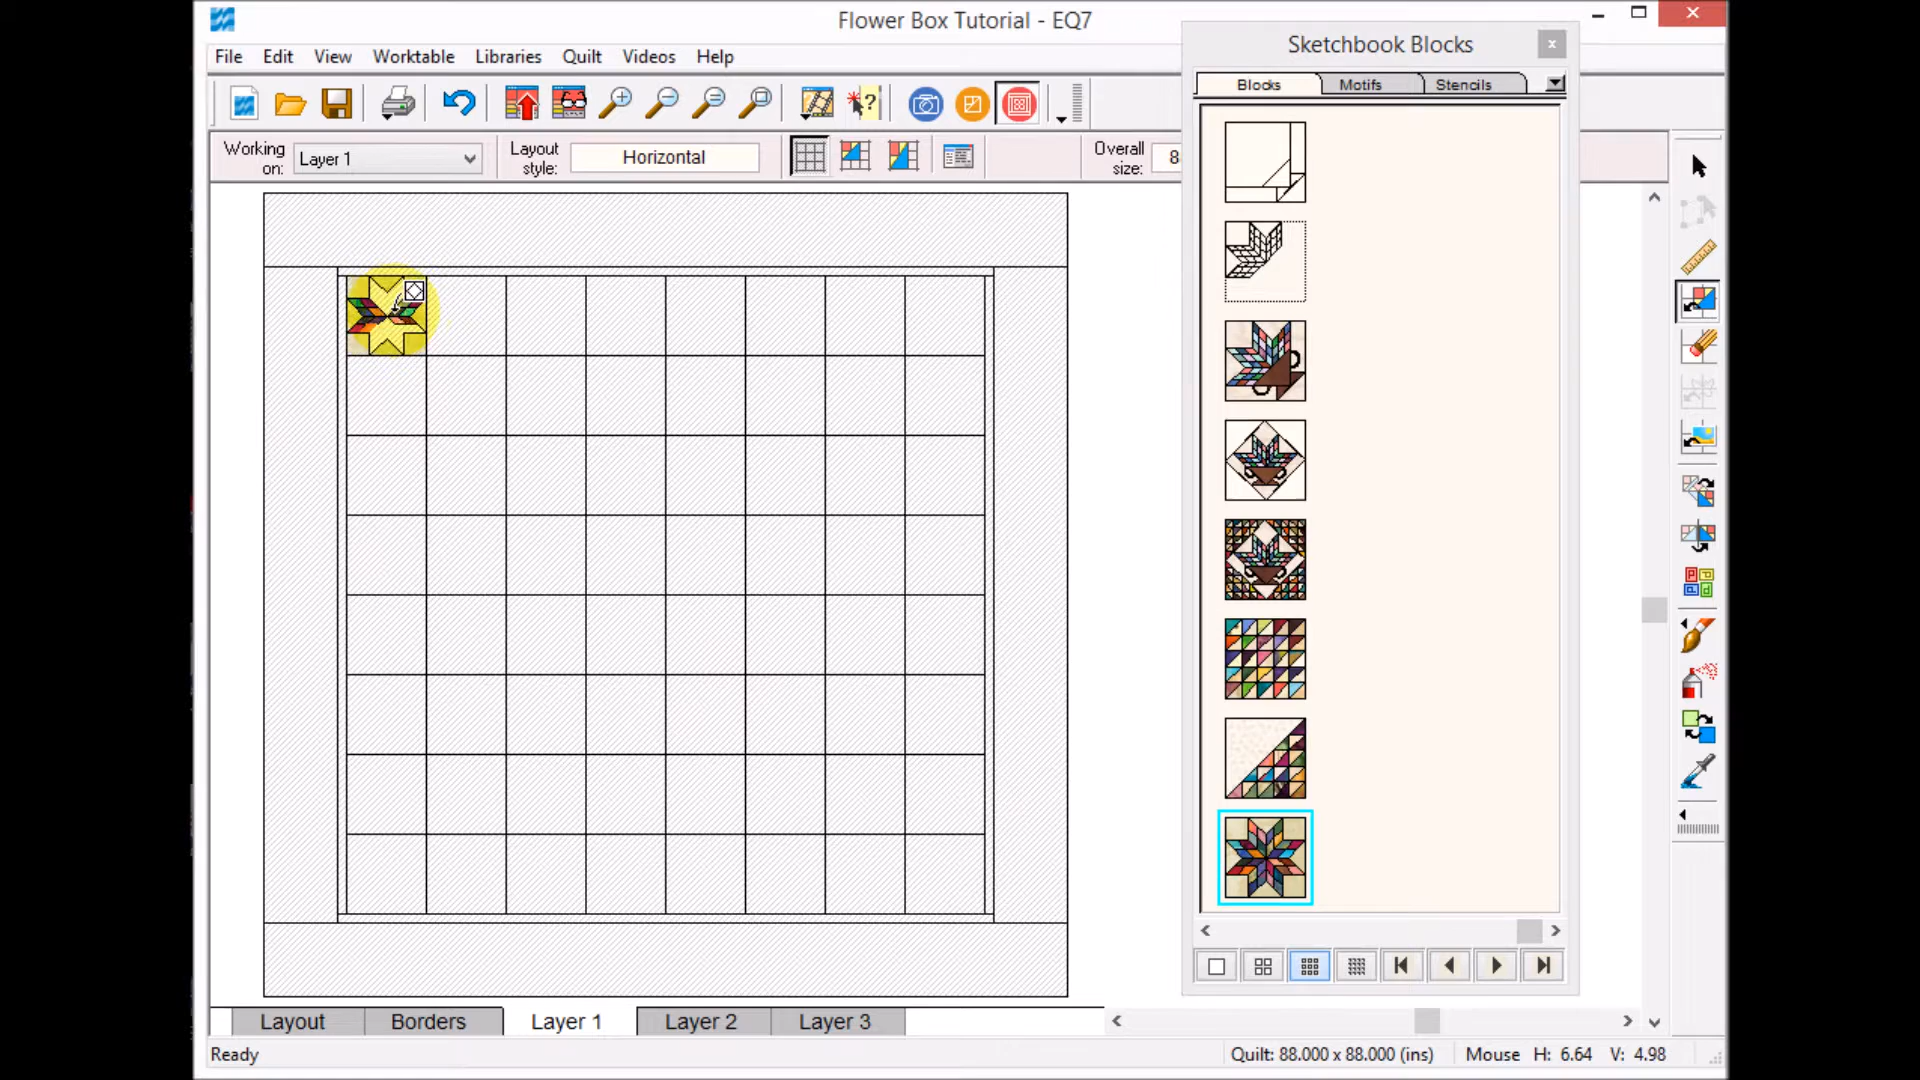 Flower Box Tutorial - EQ7
File Edit View Worktable Libraries Quilt Videos Help
Working on: Layer 1
Layout style: Horizontal
Overall size: 8
Sketchbook Blocks
Blocks Motifs Stencils
Layout Borders Layer 1 Layer 2 Layer 3
Ready
Quilt: 88.000 x 88.000 (ins) Mouse H: 6.64 V: 4.98